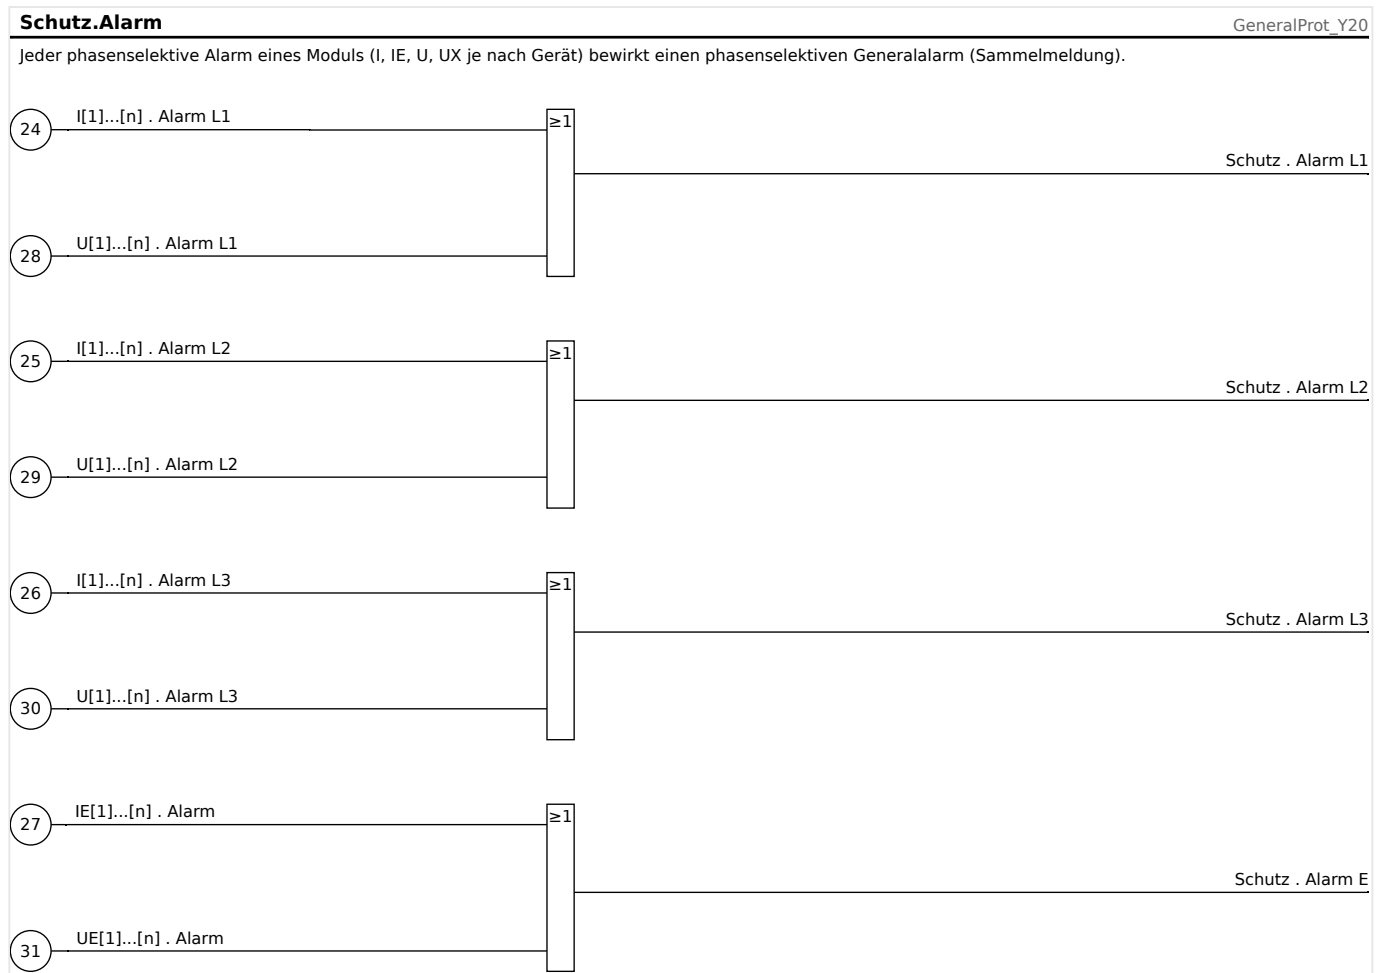 Schutz.Alarm
GeneralProt_Y20
Jeder phasenselektive Alarm eines Moduls (I, IE, U, UX je nach Gerät) bewirkt einen phasenselektiven Generalalarm (Sammelmeldung).
24
I[1]...[n] . Alarm L1
≥1
Schutz . Alarm L1
28
U[1]...[n] . Alarm L1
25
I[1]...[n] . Alarm L2
≥1
Schutz . Alarm L2
29
U[1]...[n] . Alarm L2
26
I[1]...[n] . Alarm L3
≥1
Schutz . Alarm L3
30
U[1]...[n] . Alarm L3
27
IE[1]...[n] . Alarm
≥1
Schutz . Alarm E
31
UE[1]...[n] . Alarm